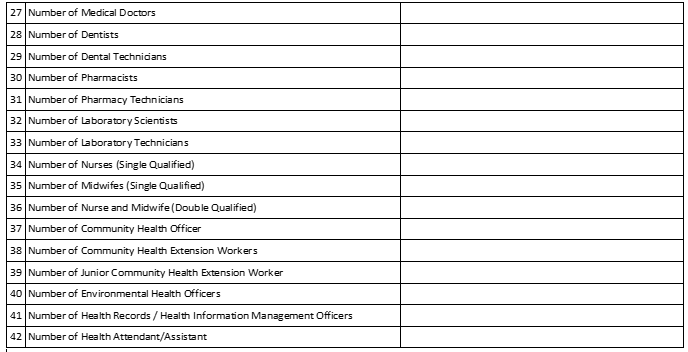 27 Number of Medical Doctors
28 Number of Dentists
29 Number of Dental Technicians
30 Number of Pharmacists
31 Number of Pharmacy Technicians
32 Number of Laboratory Scientists
33 Number of Laboratory Technicians
34 Number of Nurses (Single Qualified)
35 Number of Midwifes (Single Qualified)
36 Number of Nurse and Midwife (Double Qualified)
37 Number of Community Health Officer
38 Number of Community Health Extension Workers
39 Number of Junior Community Health Extension Worker
40 Number of Environmental Health Officers
41 Number of Health Records / Health Information Management Officers
42 Number of Health Attendant/Assistant